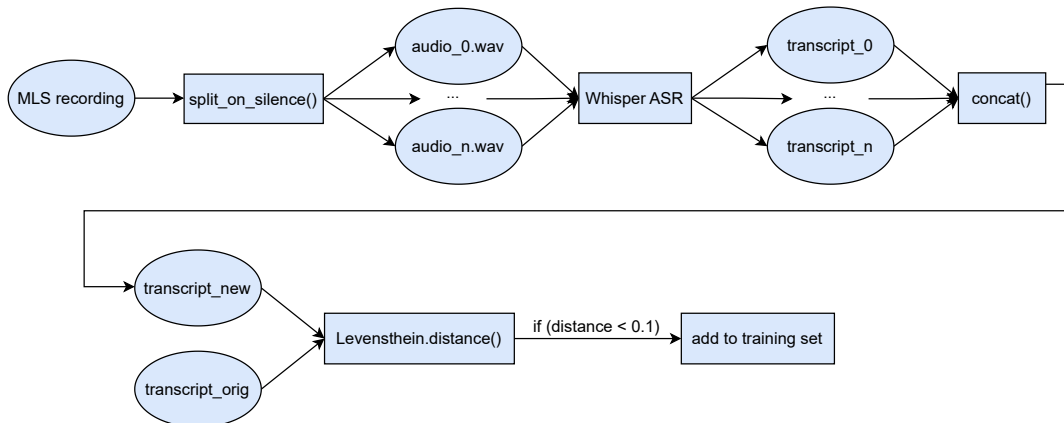 MLS recording
split_on_silence()
audio_0.wav
...
audio_n.wav
Whisper ASR
transcript_0
...
transcript_n
concat()
transcript_new
transcript_orig
Levensthein.distance()
if (distance < 0.1)
add to training set